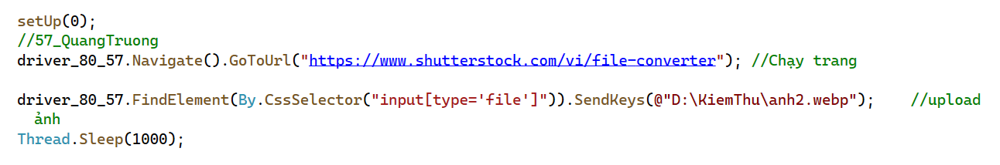 setUp(0);
//57_QuangTruong
driver_80_57.Navigate().GoToUrl("https://www.shutterstock.com/vi/file-converter"); //Chạy trang
driver_80_57.FindElement(By.CssSelector("input[type='file']")).SendKeys(@"D:\KiemThu\anh2.webp");    //upload
ảnh
Thread.Sleep(1000);